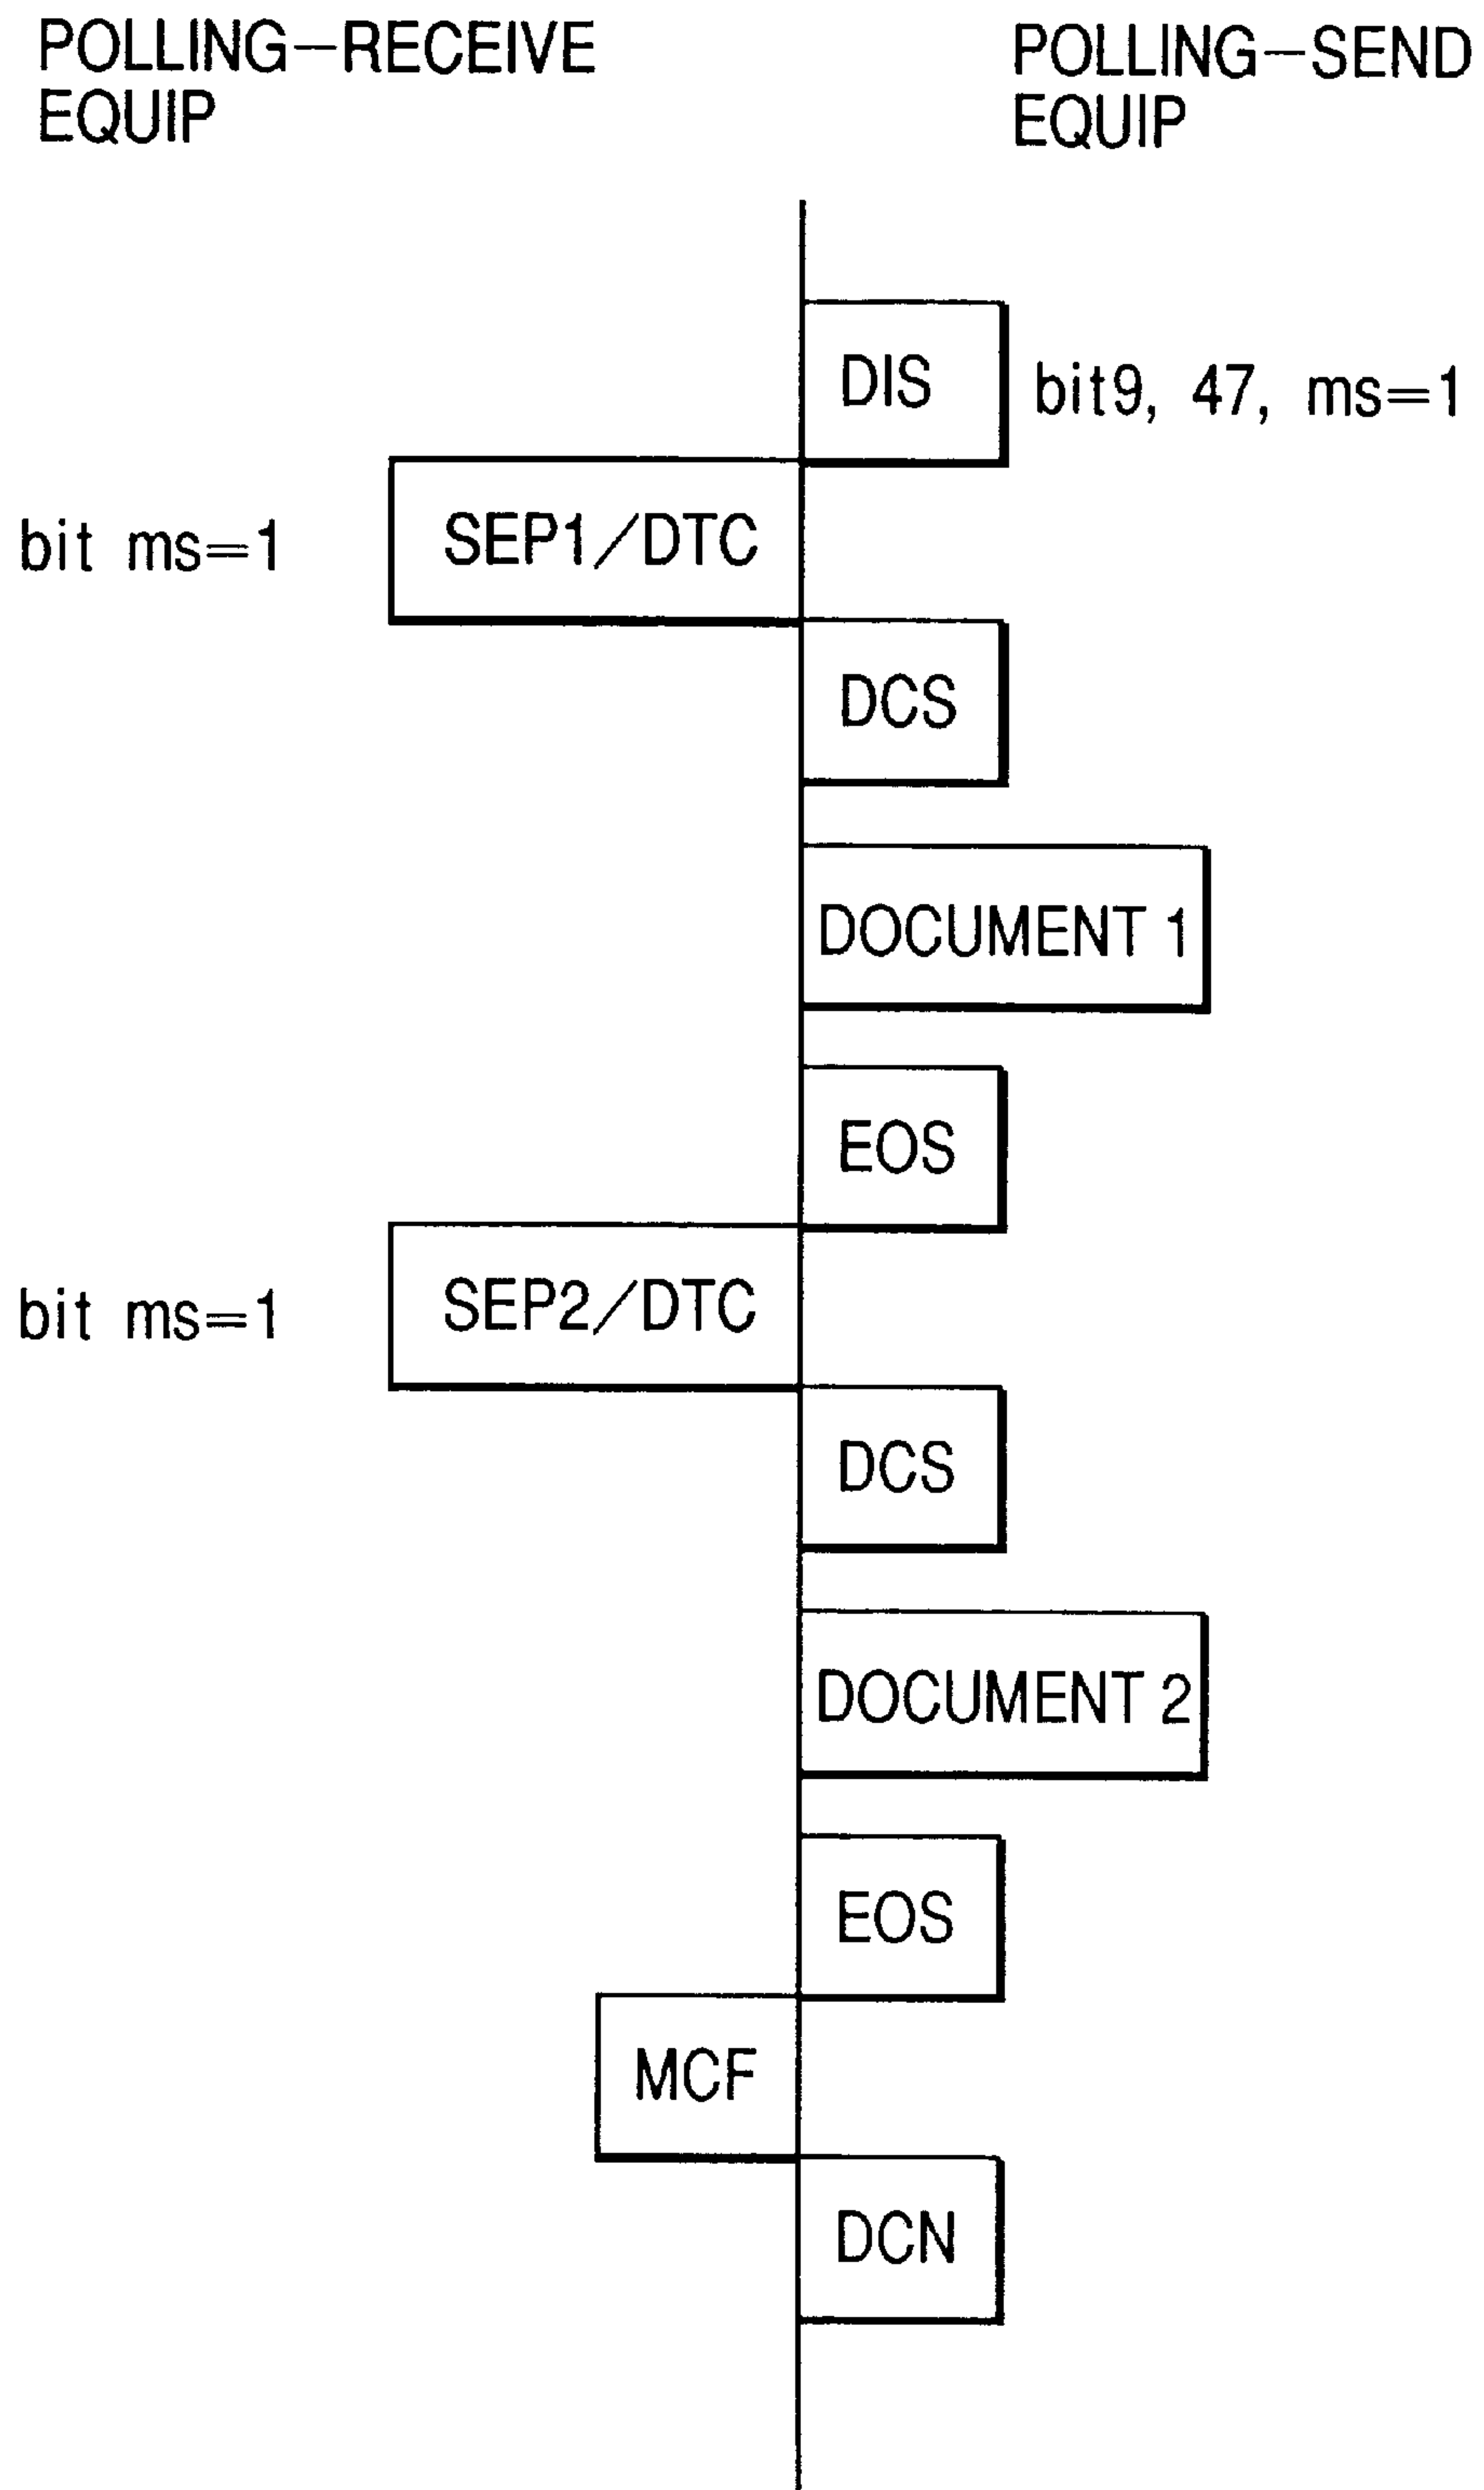 POLLING—RECEIVE
EQUIP
POLLING—SEND
EQUIP
DIS
bit9, 47, ms=1
bit ms=1
SEP1/DTC
DCS
DOCUMENT 1
EOS
bit ms=1
SEP2/DTC
DCS
DOCUMENT 2
EOS
MCF
DCN